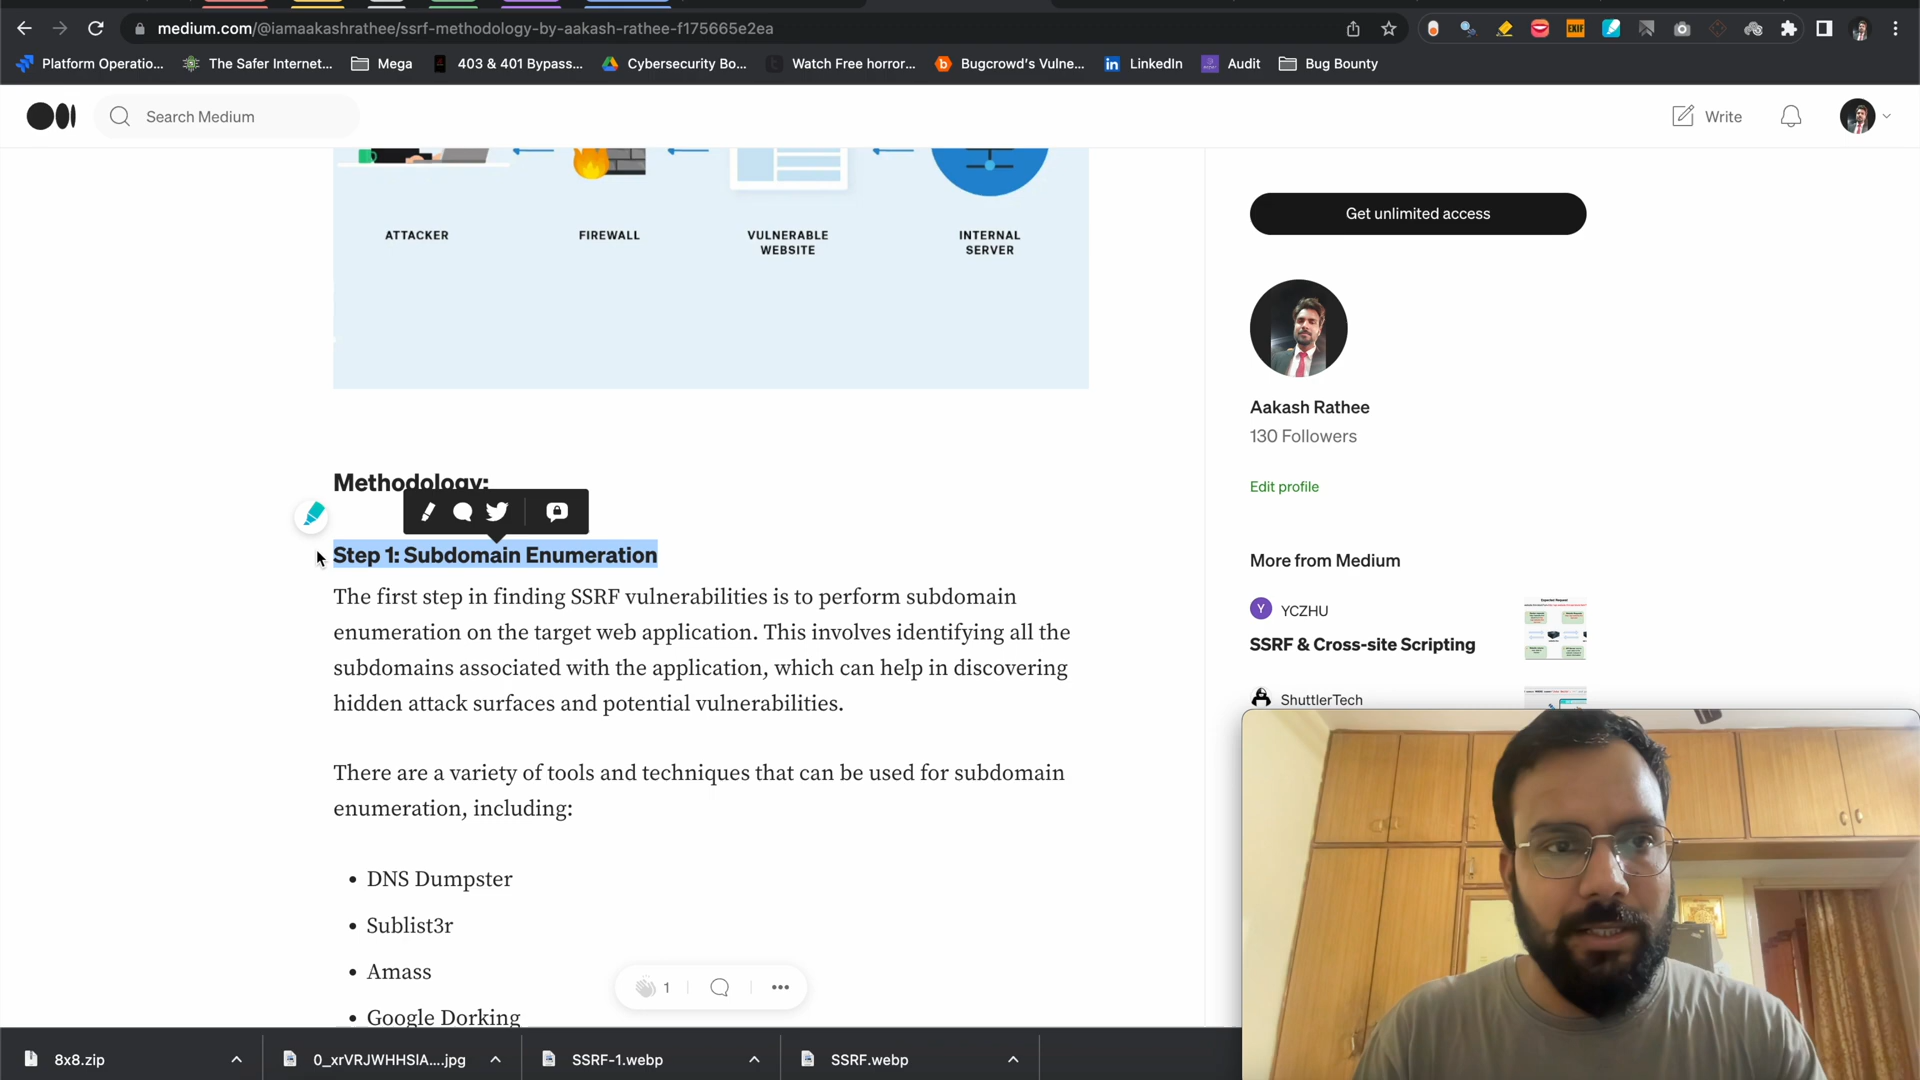 medium.com/@iamaakashrathee/ssrf-methodology-by-aakash-rathee-f175665e2ea
EXIF
Platform Operatio... The Safer Internet... Mega 403 & 401 Bypass... Cybersecurity Bo... Watch Free horror... Bugcrowd's Vulne... LinkedIn Audit Bug Bounty
Search Medium
Write
ATTACKER
FIREWALL
VULNERABLE
WEBSITE
INTERNAL
SERVER
Methodology:
Step 1: Subdomain Enumeration
The first step in finding SSRF vulnerabilities is to perform subdomain
enumeration on the target web application. This involves identifying all the
subdomains associated with the application, which can help in discovering
hidden attack surfaces and potential vulnerabilities.
There are a variety of tools and techniques that can be used for subdomain
enumeration, including:
• DNS Dumpster
• Sublist3r
• Amass
• Google Dorking
1
Get unlimited access
Aakash Rathee
130 Followers
Edit profile
More from Medium
Y YCZHU
SSRF & Cross-site Scripting
ShuttlerTech
8x8.zip
0_xrVRJWHHSIA....jpg
SSRF-1.webp
SSRF.webp